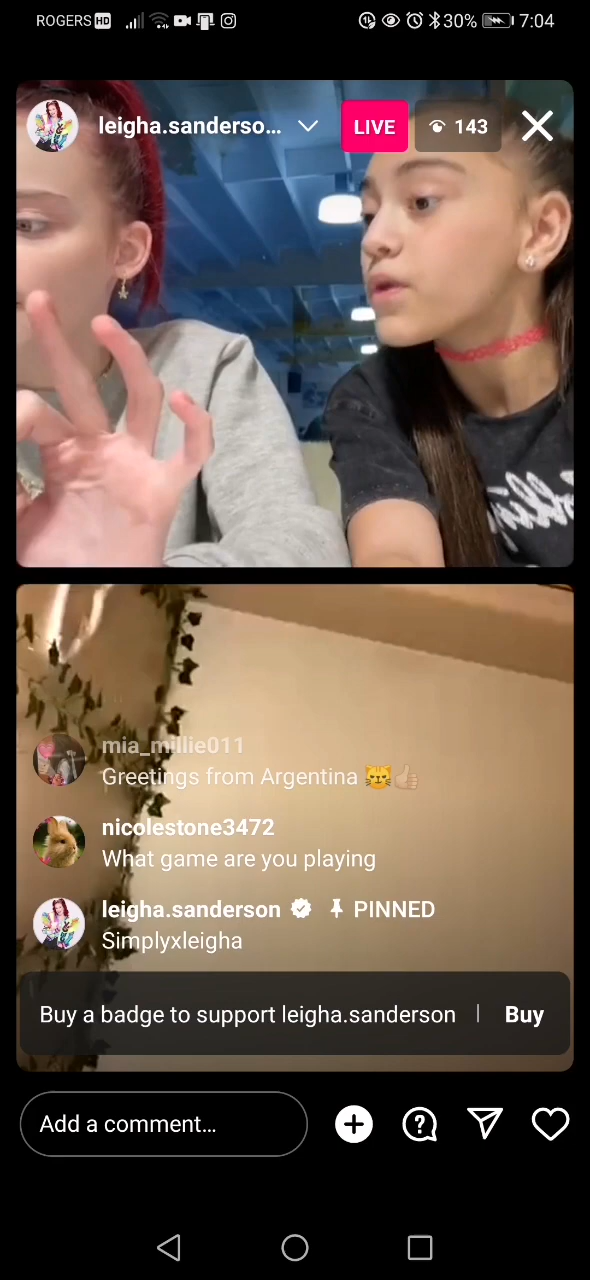 ROGERS HD 30% 7:04
leigha.sanderso... LIVE 143
mia_millie011
Greetings from Argentina
nicolestone3472
What game are you playing
leigha.sanderson PINNED
Simplyxleigha
Buy a badge to support leigha.sanderson | Buy
Add a comment...